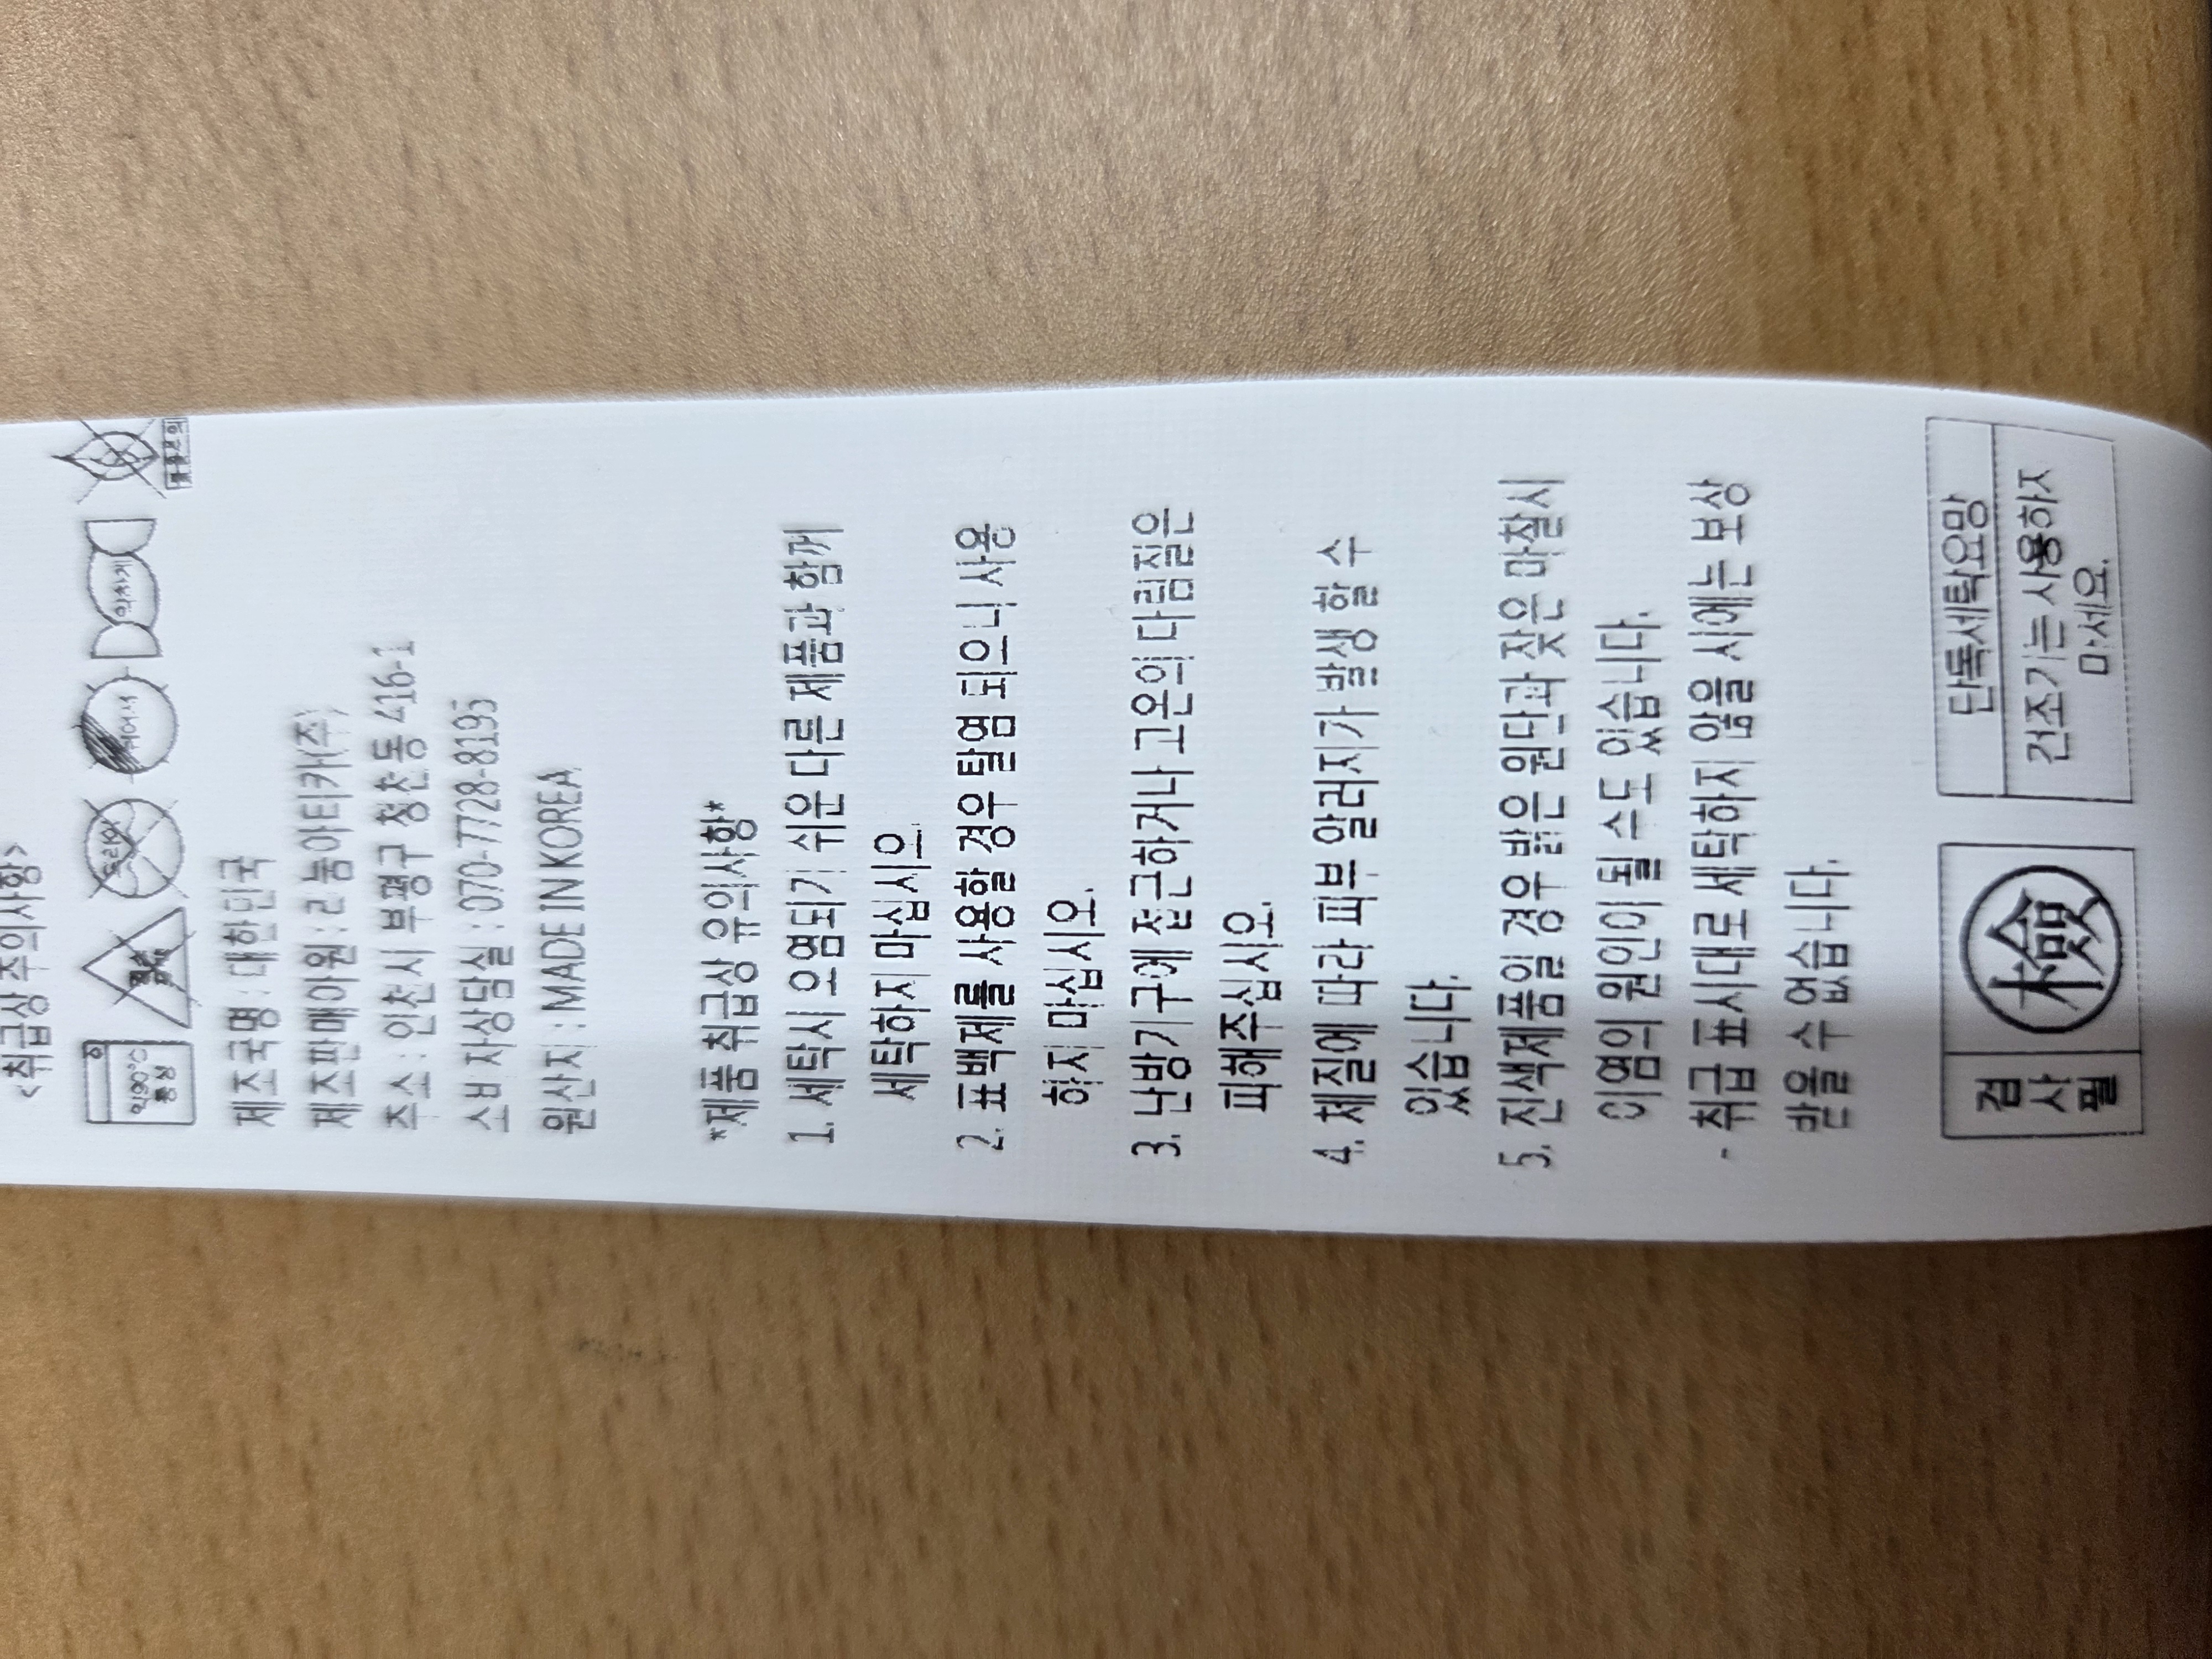 <취급상 주의사항>
약90°C
중성
염소
표백
드라이
약하게
제조국명 : 대한민국
제조판매이원 : 리놈아티카(주)
주소 : 인천시 부평구 청천동 416-1
소비자상담실 : 070-7728-8195
원산지 : MADE IN KOREA
*제품 취급상 유의사항*
1. 세탁시 오염되기 쉬운 다른 제품과 함께
세탁하지 마십시오
2. 표백제를 사용할 경우 탈염 되오니 사용
하지 마십시오.
3. 난방기구에 접근하거나 고온의 다림질은
피해주십시오.
4. 체질에 따라 피부 알러지가 발생 할 수
있습니다.
5. 진색제품일 경우 밝은 원단과 잦은 마찰시
이염의 원인이 될 수도 있습니다.
- 취급 표시대로 세탁하지 않을 시에는 보상
받을 수 없습니다.
검사필
檢
단독세탁요망
건조기는 사용하지
마세요.